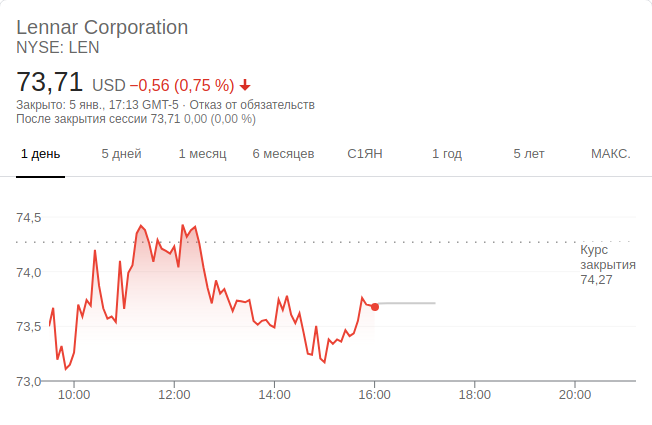 Lennar Corporation
NYSE: LEN
73,71 USD −0,56 (0,75 %)
Закрыто: 5 янв., 17:13 GMT-5 · Отказ от обязательств
После закрытия сессии 73,71 0,00 (0,00 %)
1 день 5 дней 1 месяц 6 месяцев С1ЯН 1 год 5 лет МАКС.
74,5
74,0
73,5
73,0
Курс
закрытия
74,27
10:00 12:00 14:00 16:00 18:00 20:00